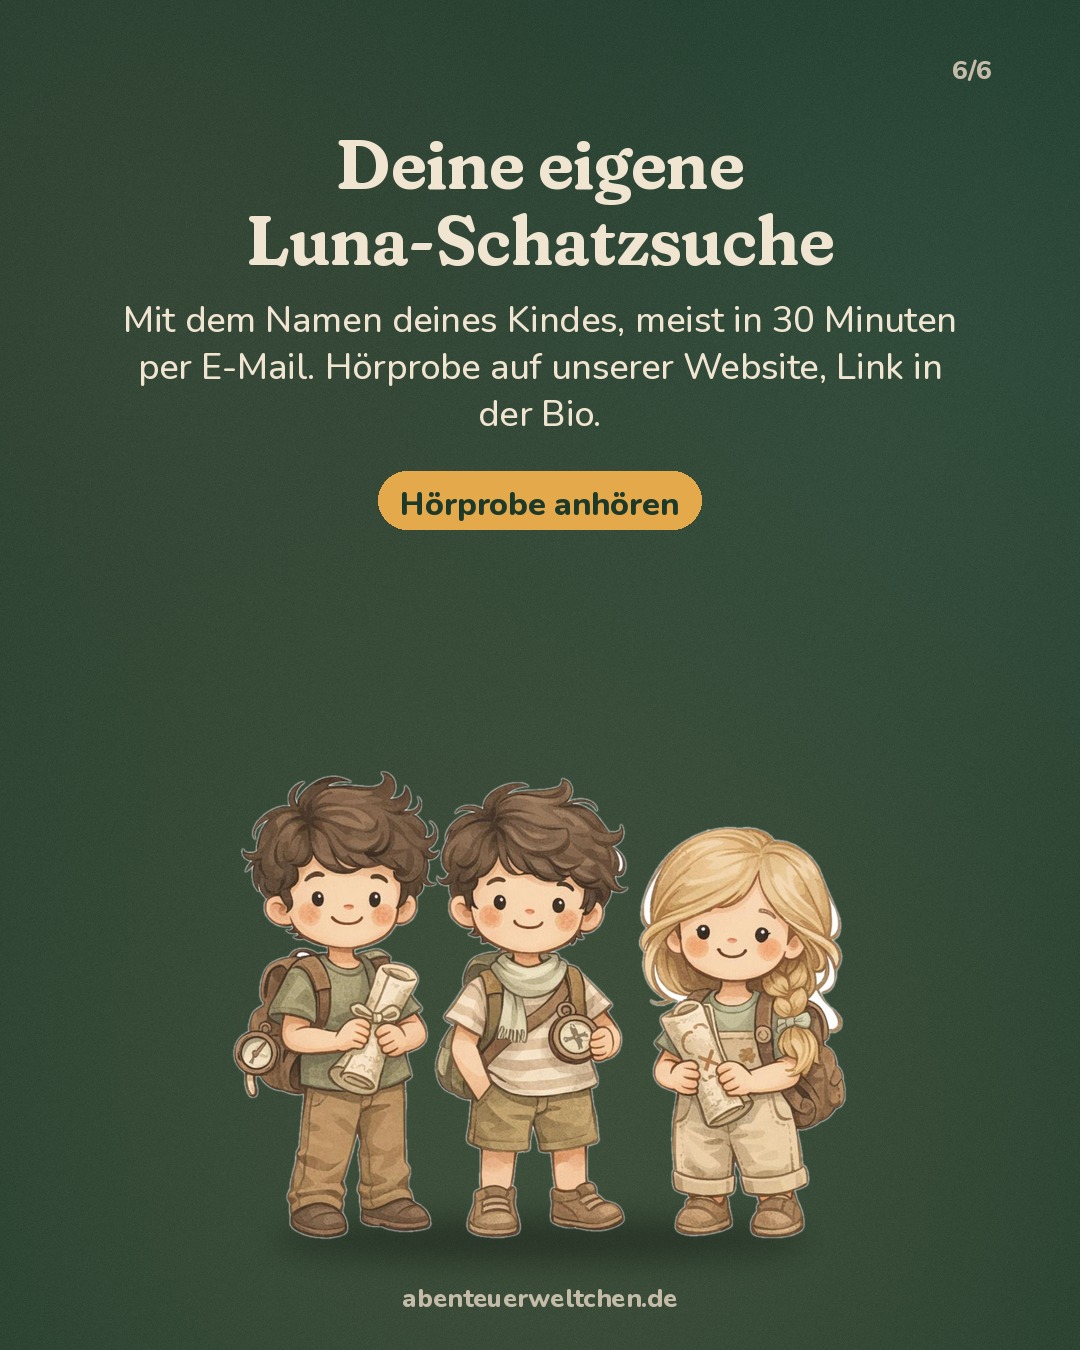 6/6
Deine eigene
Luna-Schatzsuche
Mit dem Namen deines Kindes, meist in 30 Minuten
per E-Mail. Hörprobe auf unserer Website, Link in
der Bio.
Hörprobe anhören
abenteuerweltchen.de